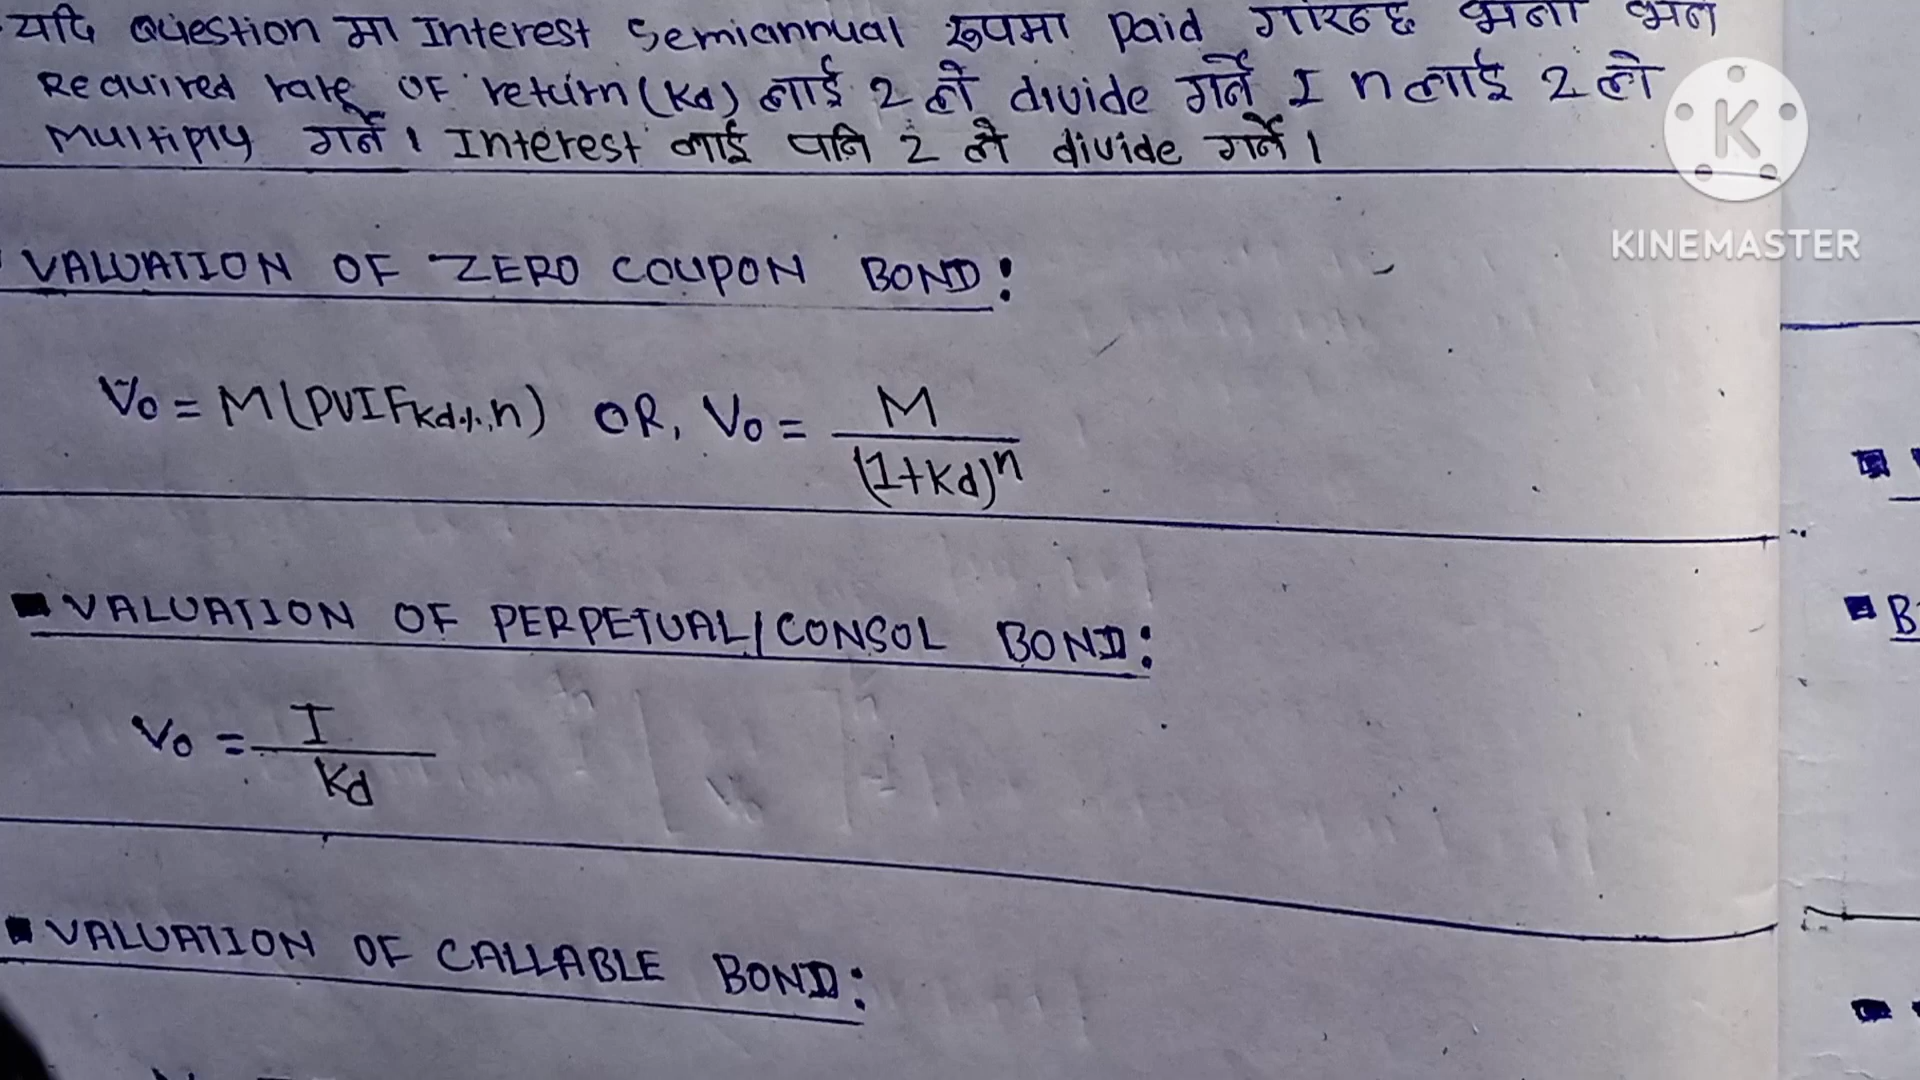 यदि Question मा Interest Semiannual रूपमा Paid गरिन्छ भनी भने
Required rate OF return (Kd) लाई 2 ले divide गर्ने I n लाई 2 ले
Multiply गर्ने । Interest लाई पनि 2 ले divide गर्ने ।
K
KINEMASTER
VALUATION OF ZERO COUPON BOND:
V0 = M(PVIFKd%,n) OR, V0 = M/(1+Kd)^n
VALUATION OF PERPETUAL/CONSOL BOND:
V0 = I/Kd
VALUATION OF CALLABLE BOND: